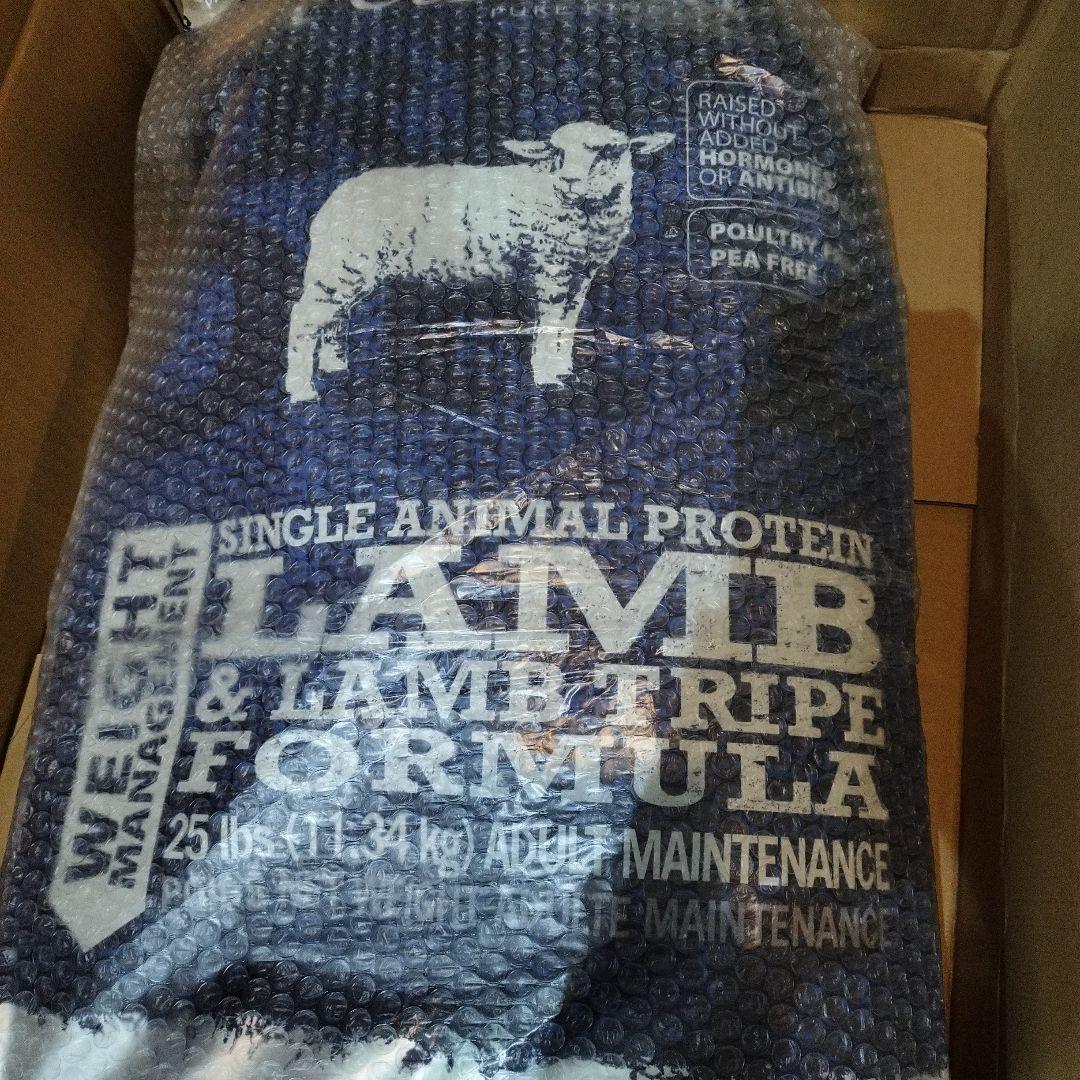 PURE
RAISED
WITHOUT
ADDED
HORMONES
OR
POULTRY
PEA FREE
SINGLE ANIMAL PROTEIN
LAMB
& LAMB TRIPE
FORMULA
WEIGHT
MANAGEMENT
25 lbs (11.34 kg) ADULT MAINTENANCE
MAINTENANCE